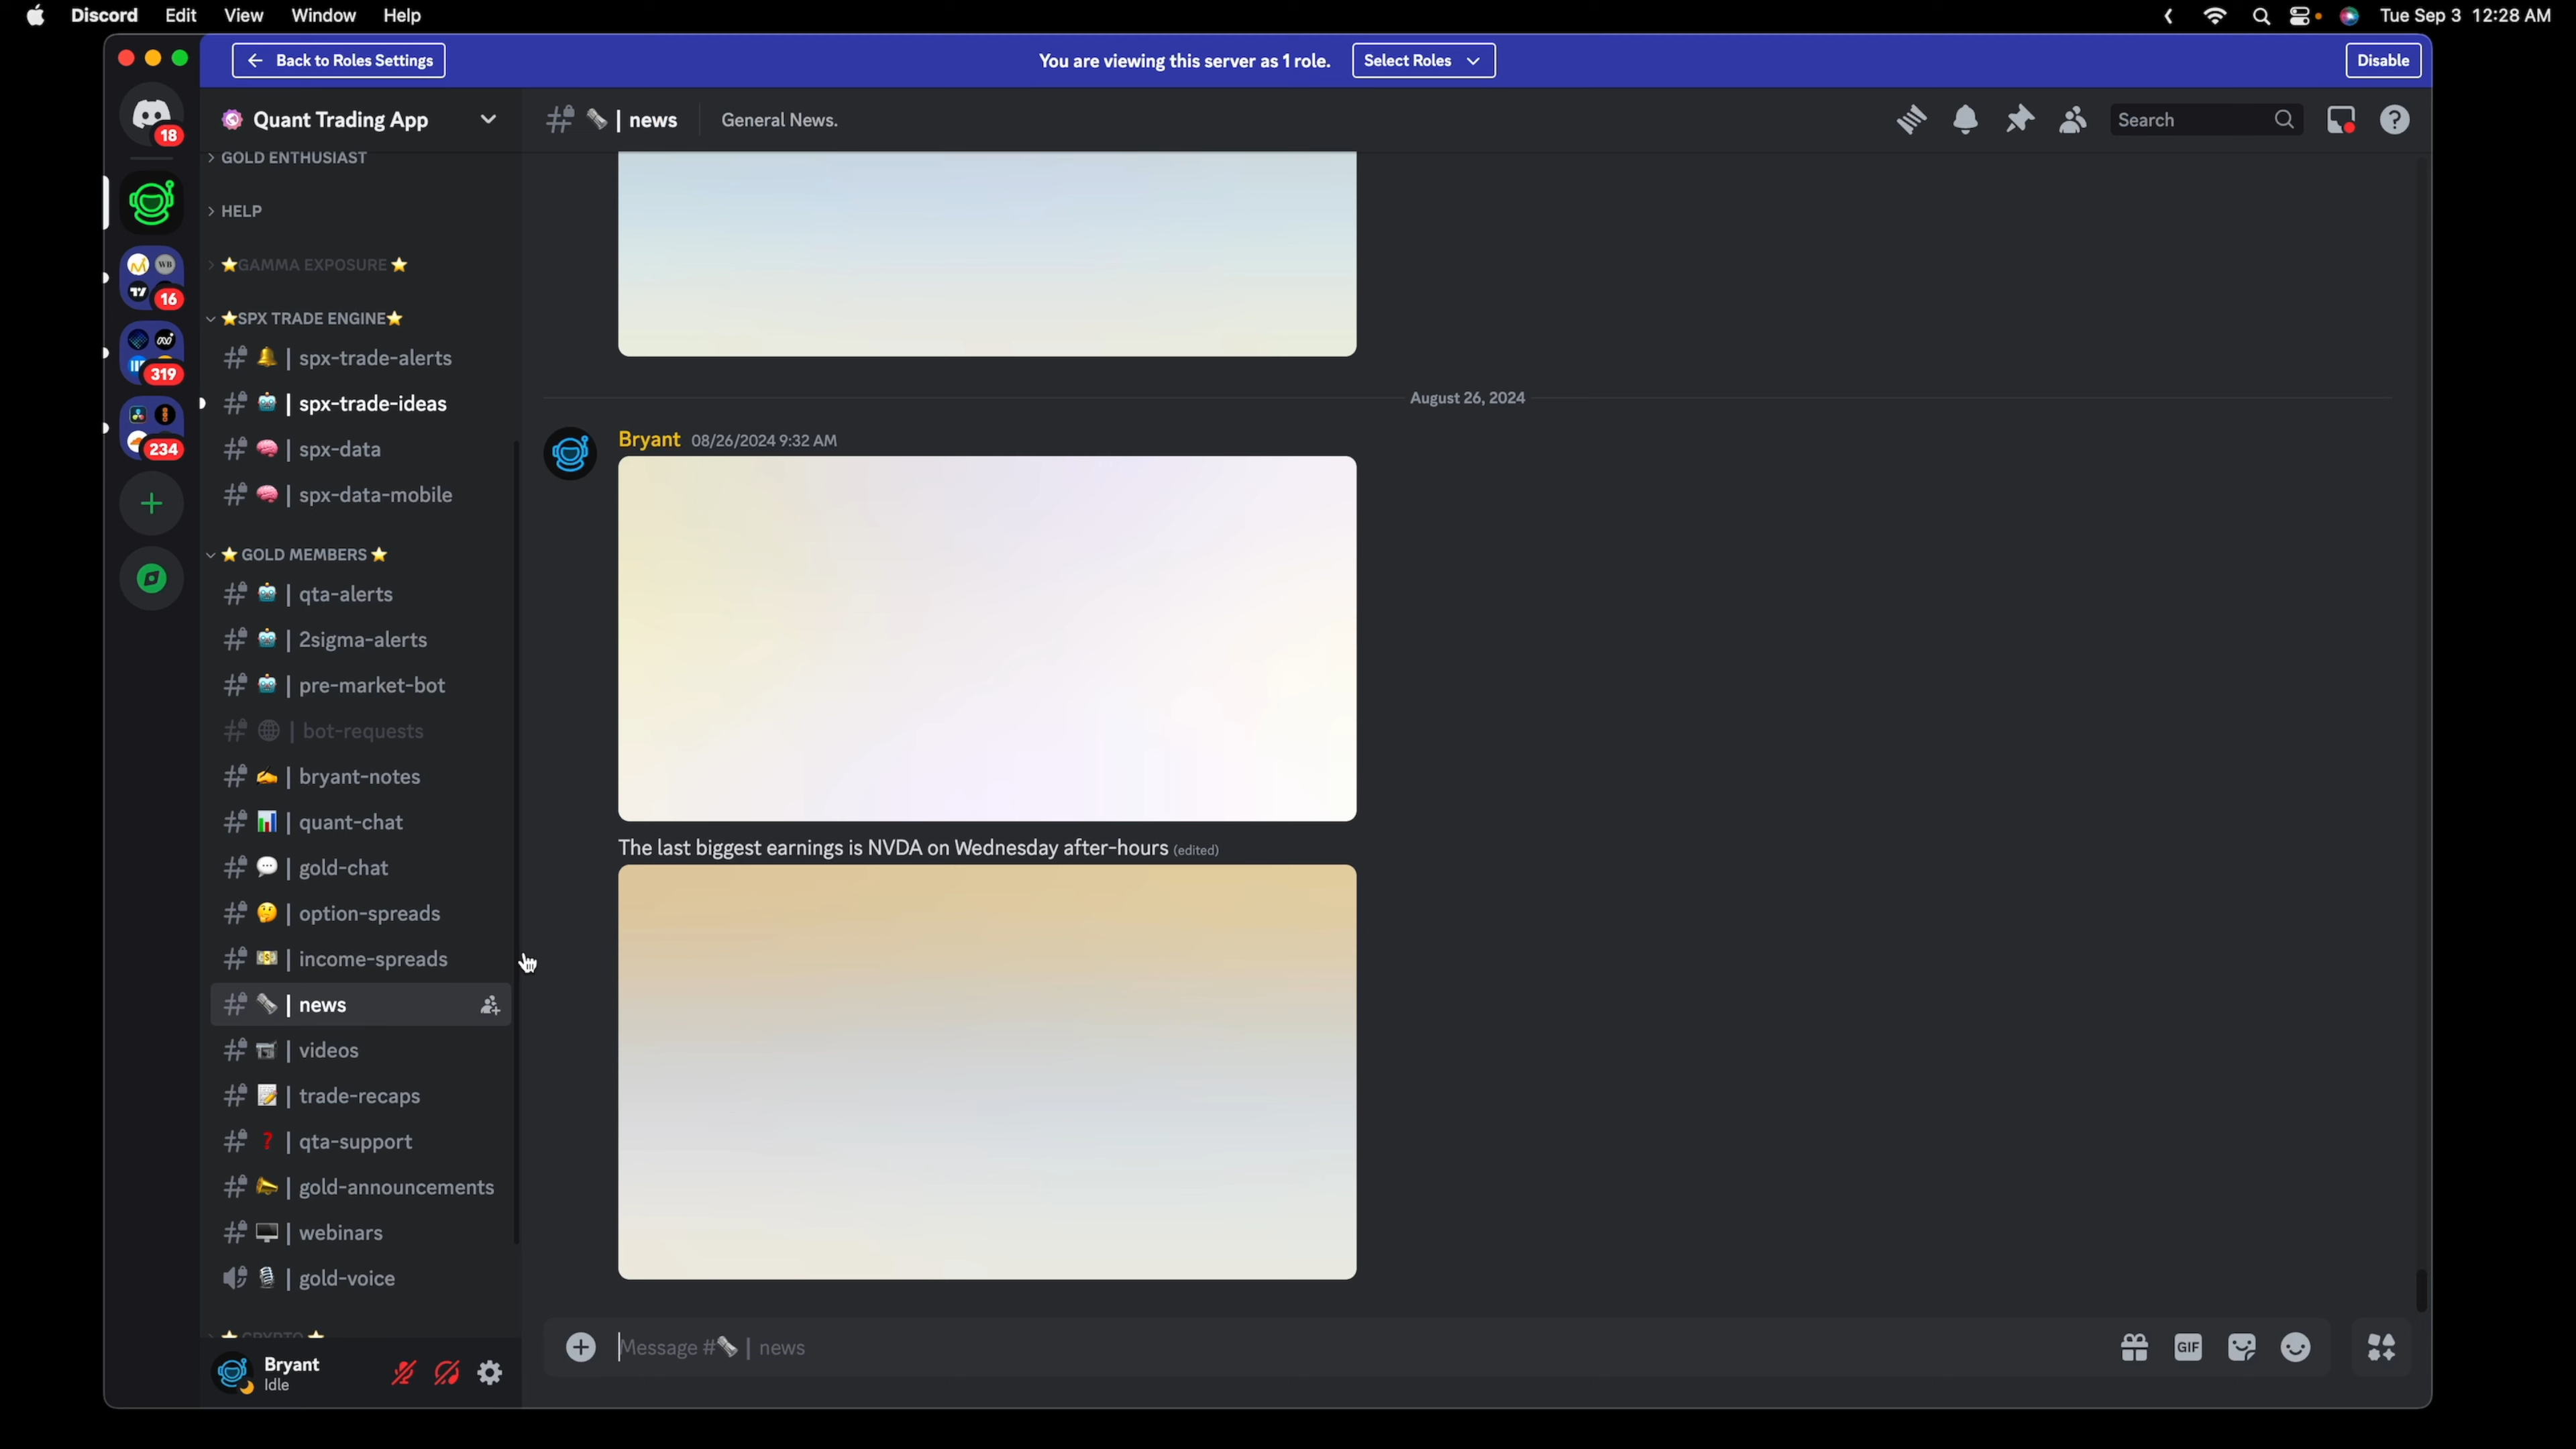 Discord Edit View Window Help Tue Sep 3 12:28 AM
← Back to Roles Settings You are viewing this server as 1 role. Select Roles Disable
Quant Trading App
# | news General News. Search
GOLD ENTHUSIAST
HELP
⭐GAMMA EXPOSURE ⭐
⭐SPX TRADE ENGINE⭐
| spx-trade-alerts
| spx-trade-ideas
| spx-data
| spx-data-mobile
⭐ GOLD MEMBERS ⭐
| qta-alerts
| 2sigma-alerts
| pre-market-bot
| bot-requests
| bryant-notes
| quant-chat
| gold-chat
| option-spreads
| income-spreads
| news
| videos
| trade-recaps
❓ | qta-support
| gold-announcements
| webinars
| gold-voice
⭐ CRYPTO ⭐
Bryant
Idle
18
WB
16
319
234
August 26, 2024
Bryant 08/26/2024 9:32 AM
The last biggest earnings is NVDA on Wednesday after-hours (edited)
Message # | news GIF